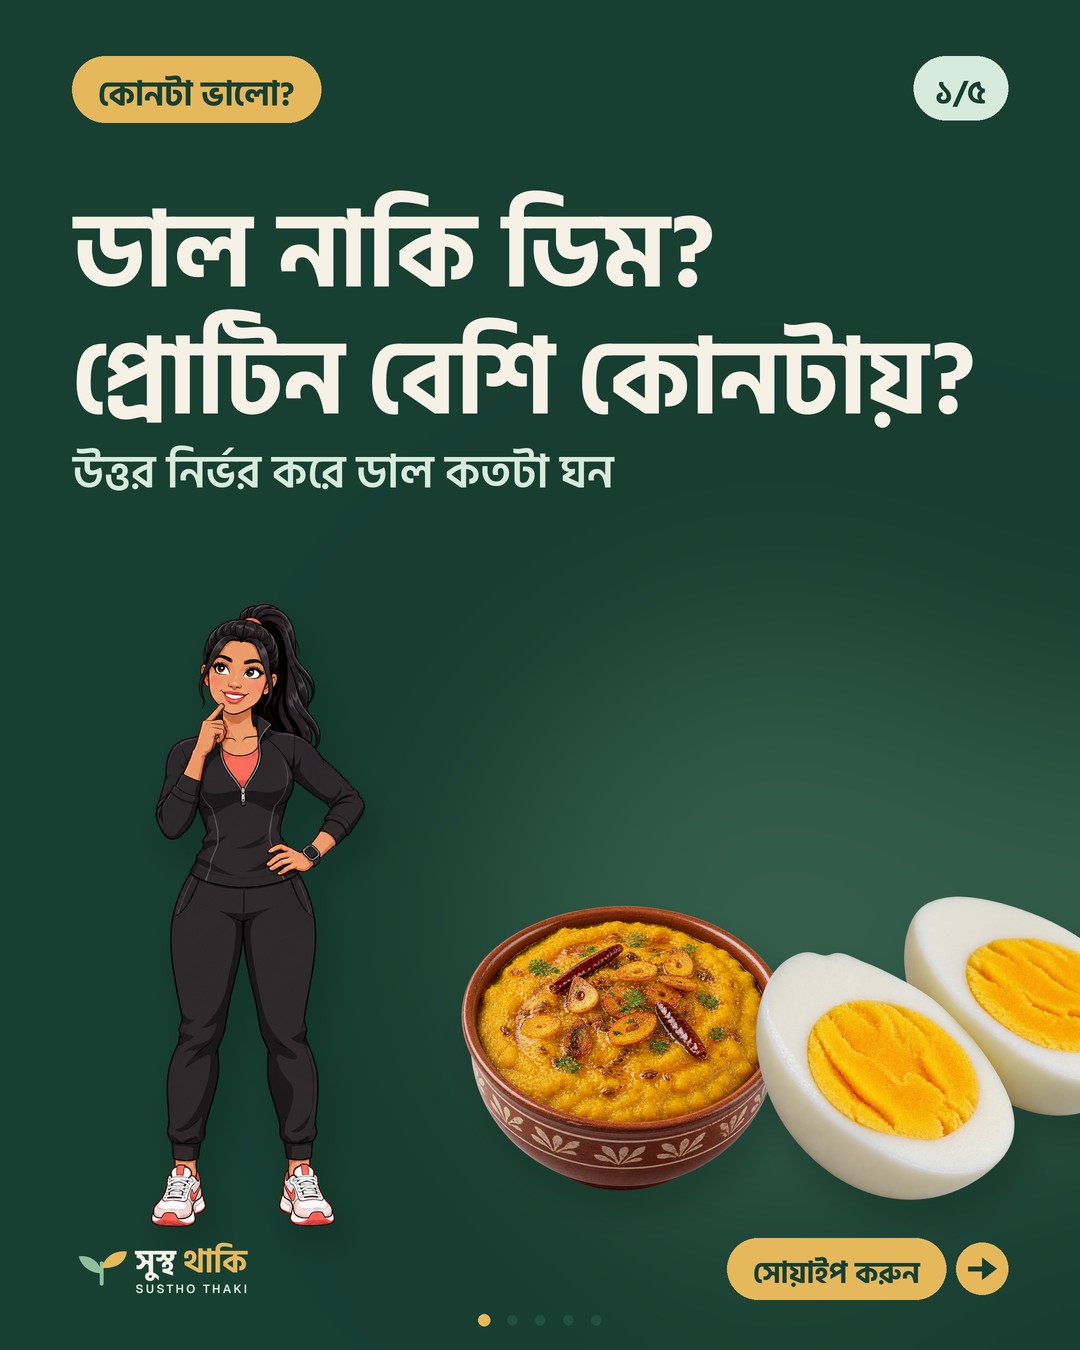 কোনটা ভালো?
১/৫
ডাল নাকি ডিম?
প্রোটিন বেশি কোনটায়?
উত্তর নির্ভর করে ডাল কতটা ঘন
সুস্থ থাকি
SUSTHO THAKI
সোয়াইপ করুন